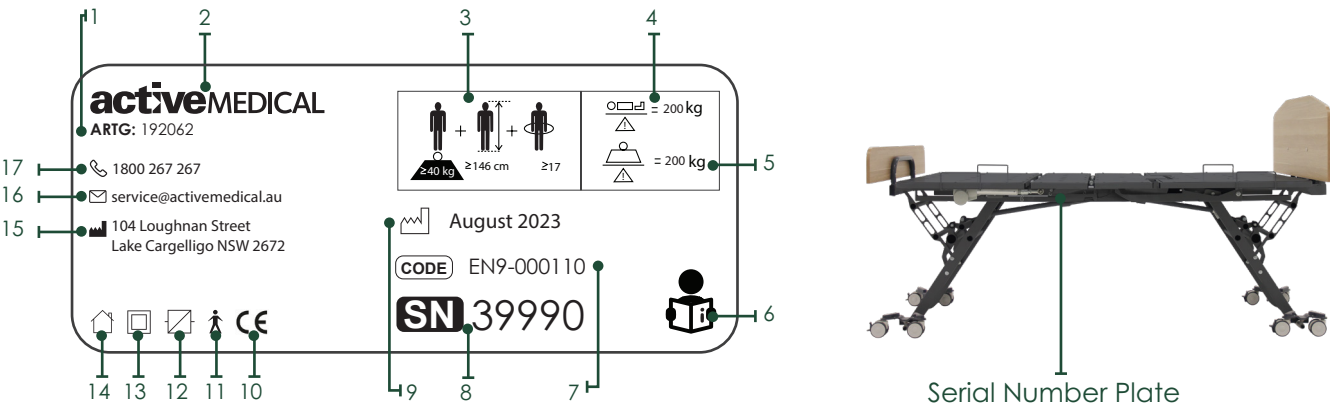 1
2
3
4
activeMEDICAL
ARTG: 192062
17
1800 267 267
16
service@activemedical.au
15
104 Loughnan Street
Lake Cargelligo NSW 2672
+ +
≥40 kg ≥146 cm ≥17
= 200 kg
= 200 kg
5
August 2023
CODE EN9-000110
SN 39990
i
6
CE
14
13
12
11
10
9
8
7
Serial Number Plate